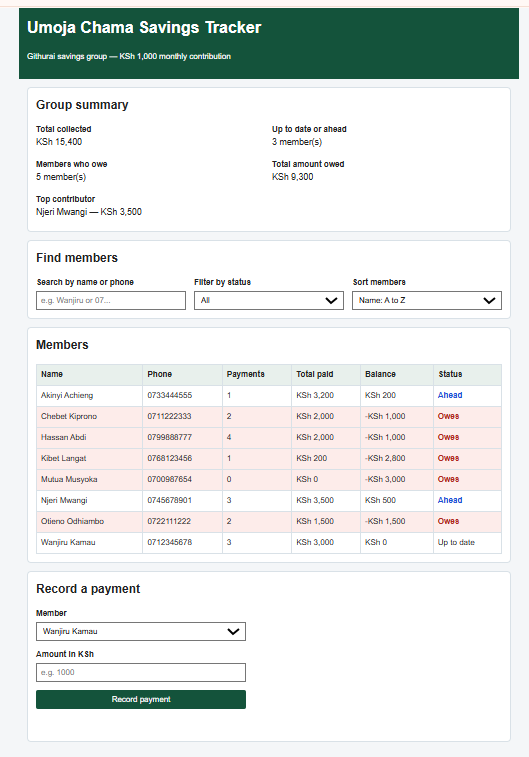 Umoja Chama Savings Tracker
Githurai savings group — KSh 1,000 monthly contribution
Group summary
Total collected
KSh 15,400
Up to date or ahead
3 member(s)
Members who owe
5 member(s)
Total amount owed
KSh 9,300
Top contributor
Njeri Mwangi — KSh 3,500
Find members
Search by name or phone
e.g. Wanjiru or 07...
Filter by status
All
Sort members
Name: A to Z
Members
Name Phone Payments Total paid Balance Status
Akinyi Achieng 0733444555 1 KSh 3,200 KSh 200 Ahead
Chebet Kiprono 0711222333 2 KSh 2,000 -KSh 1,000 Owes
Hassan Abdi 0799888777 4 KSh 2,000 -KSh 1,000 Owes
Kibet Langat 0768123456 1 KSh 200 -KSh 2,800 Owes
Mutua Musyoka 0700987654 0 KSh 0 -KSh 3,000 Owes
Njeri Mwangi 0745678901 3 KSh 3,500 KSh 500 Ahead
Otieno Odhiambo 0722111222 2 KSh 1,500 -KSh 1,500 Owes
Wanjiru Kamau 0712345678 3 KSh 3,000 KSh 0 Up to date
Record a payment
Member
Wanjiru Kamau
Amount in KSh
e.g. 1000
Record payment